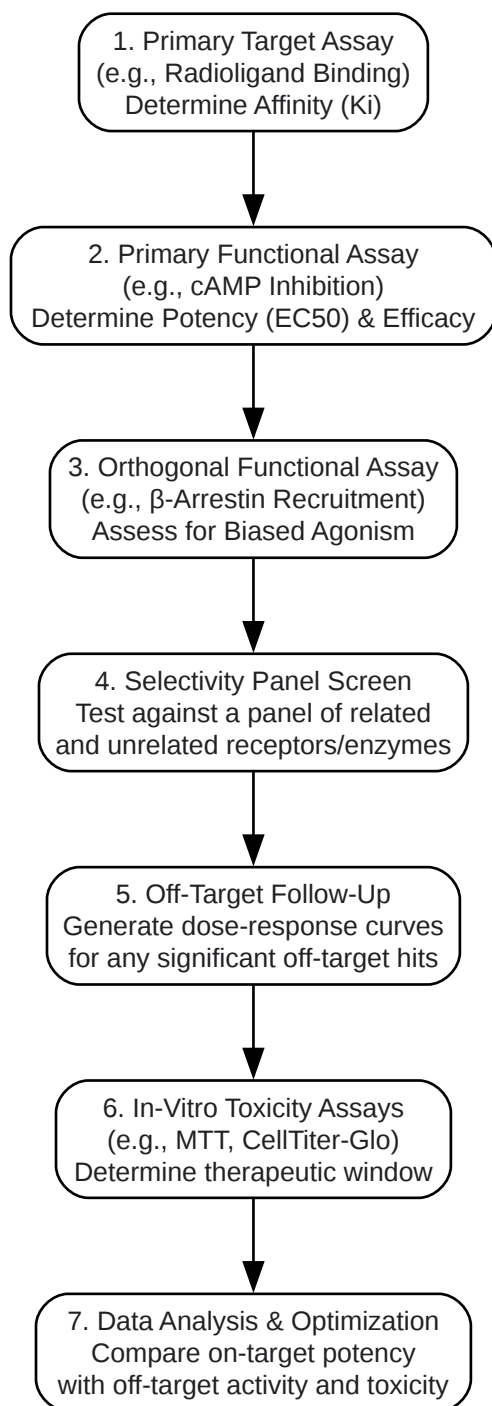 1. Primary Target Assay
(e.g., Radioligand Binding)
Determine Affinity (Ki)
2. Primary Functional Assay
(e.g., cAMP Inhibition)
Determine Potency (EC50) & Efficacy
3. Orthogonal Functional Assay
(e.g., β-Arrestin Recruitment)
Assess for Biased Agonism
4. Selectivity Panel Screen
Test against a panel of related
and unrelated receptors/enzymes
5. Off-Target Follow-Up
Generate dose-response curves
for any significant off-target hits
6. In-Vitro Toxicity Assays
(e.g., MTT, CellTiter-Glo)
Determine therapeutic window
7. Data Analysis & Optimization
Compare on-target potency
with off-target activity and toxicity